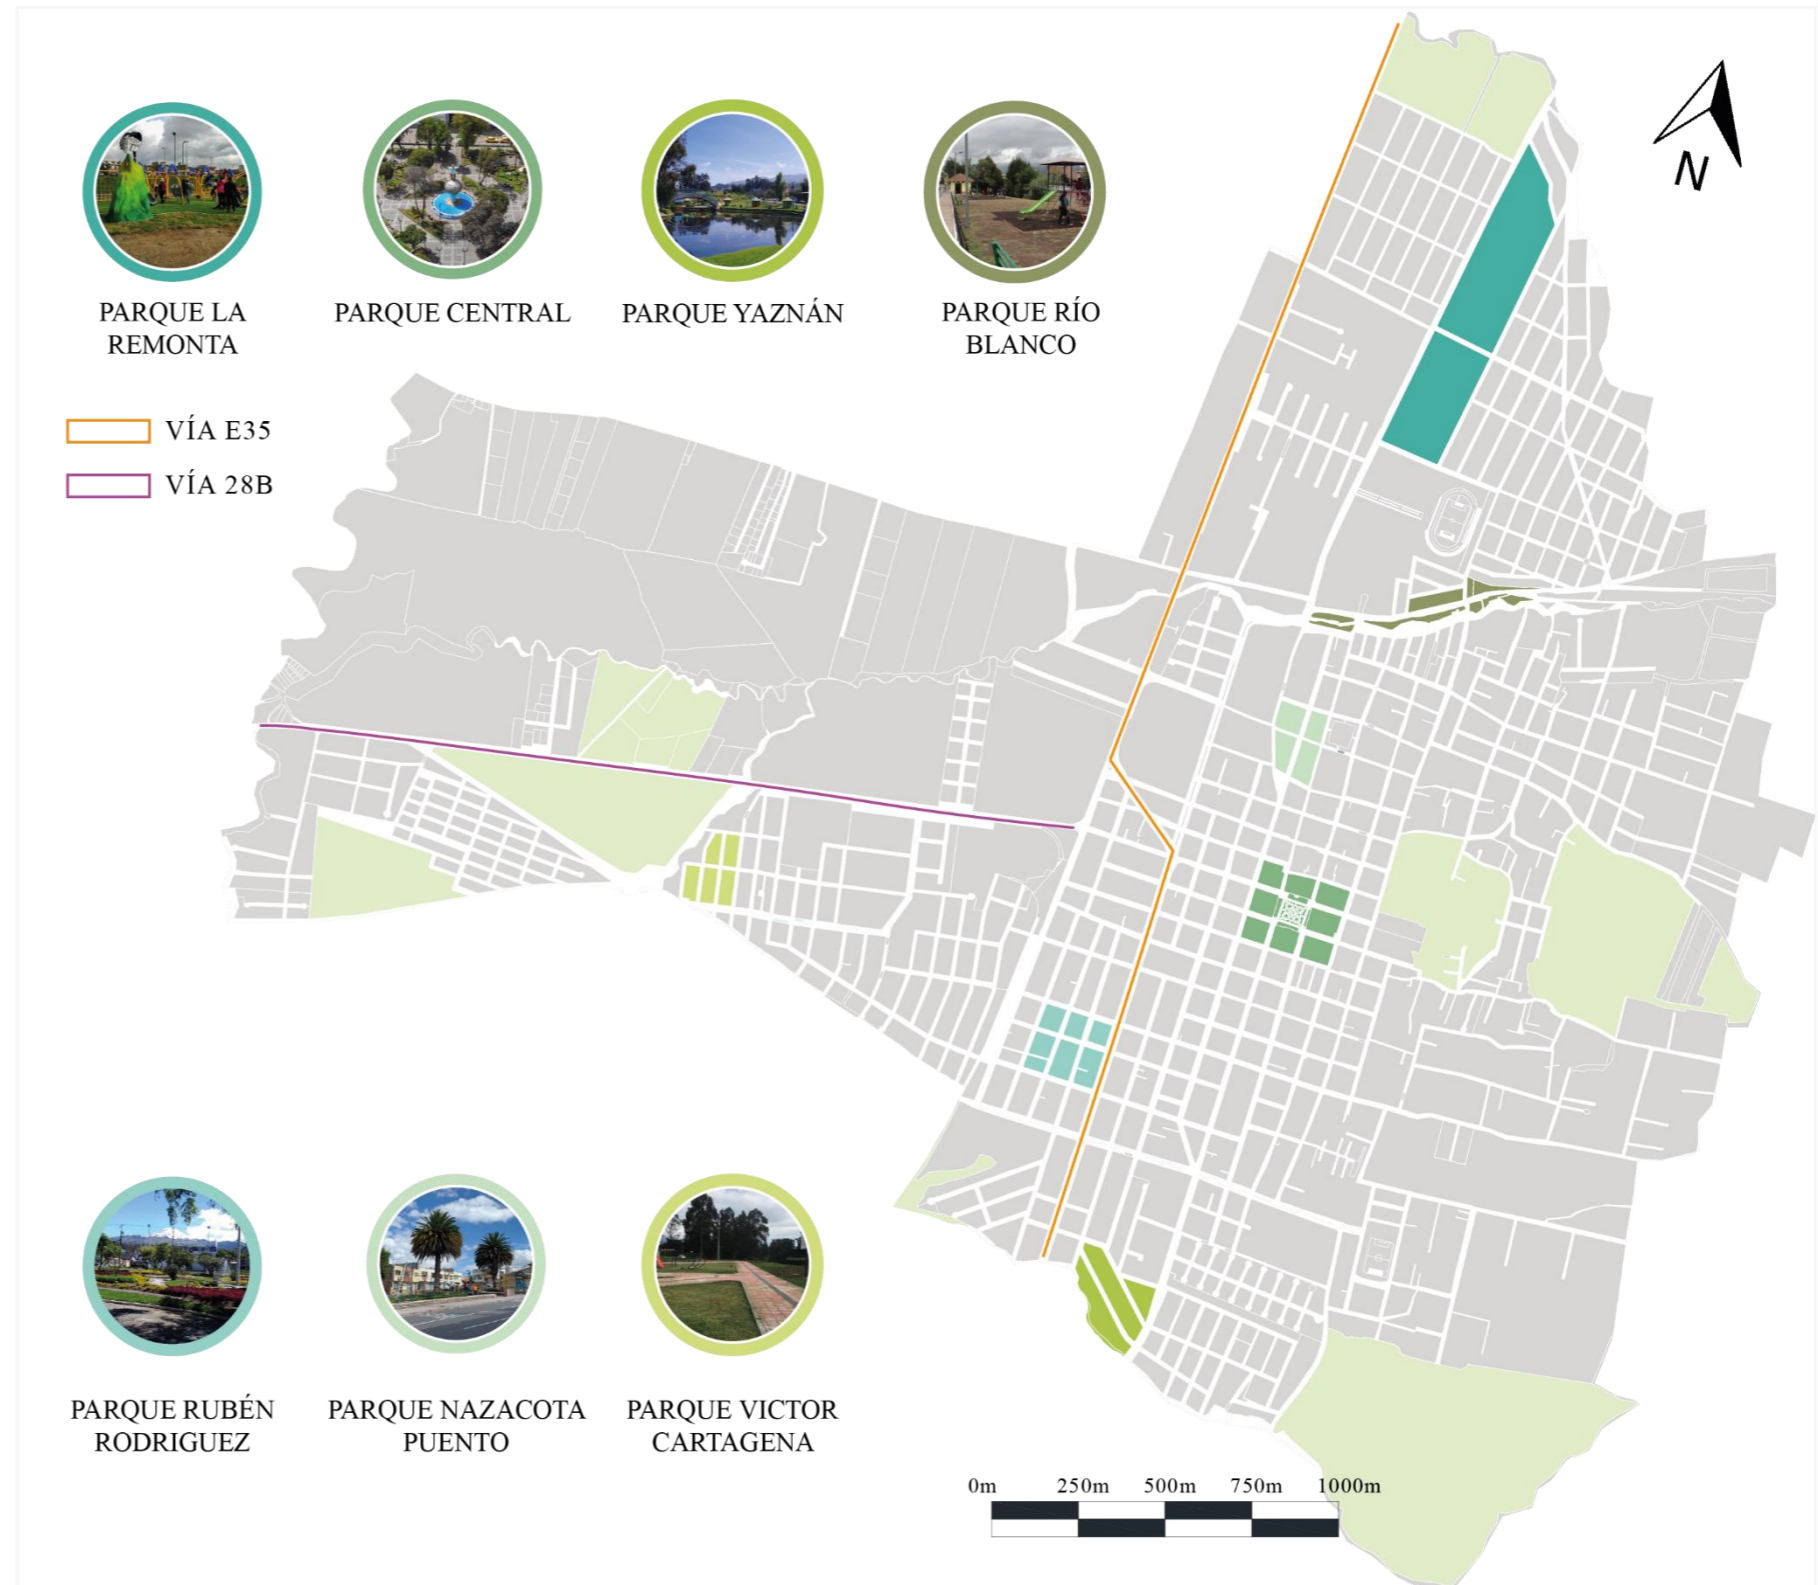 N
PARQUE LA
REMONTA
PARQUE CENTRAL
PARQUE YAZNÁN
PARQUE RÍO
BLANCO
VÍA E35
VÍA 28B
PARQUE RUBÉN
RODRIGUEZ
PARQUE NAZACOTA
PUENTO
PARQUE VICTOR
CARTAGENA
0m 250m 500m 750m 1000m